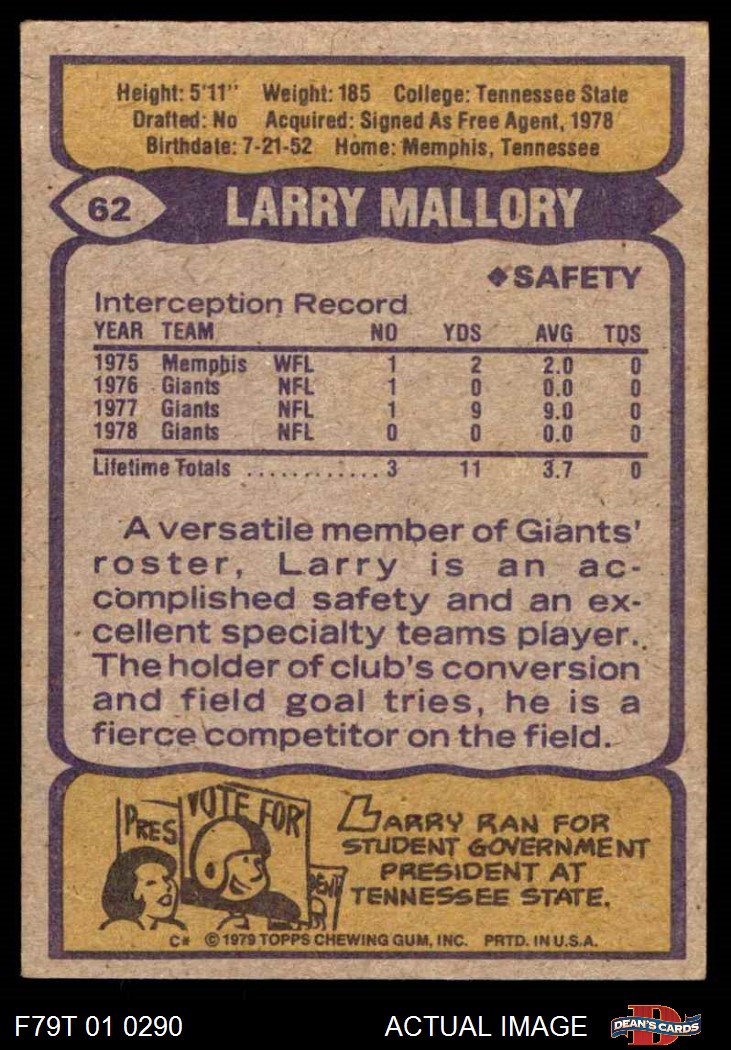 Height: 5'11" Weight: 185 College: Tennessee State
Drafted: No Acquired: Signed As Free Agent, 1978
Birthdate: 7-21-52 Home: Memphis, Tennessee
62 LARRY MALLORY
◆SAFETY
Interception Record
YEAR TEAM NO YDS AVG TDS
1975 Memphis WFL 1 2 2.0 0
1976 Giants NFL 1 0 0.0 0
1977 Giants NFL 1 9 9.0 0
1978 Giants NFL 0 0 0.0 0
Lifetime Totals ............ 3 11 3.7 0
A versatile member of Giants'
roster, Larry is an ac-
complished safety and an ex-
cellent specialty teams player.
The holder of club's conversion
and field goal tries, he is a
fierce competitor on the field.
PRES
VOTE FOR
LARRY RAN FOR
STUDENT GOVERNMENT
PRESIDENT AT
TENNESSEE STATE.
C* © 1979 TOPPS CHEWING GUM, INC. PRTD. IN U.S.A.
F79T 01 0290 ACTUAL IMAGE
D
DEAN'S CARDS